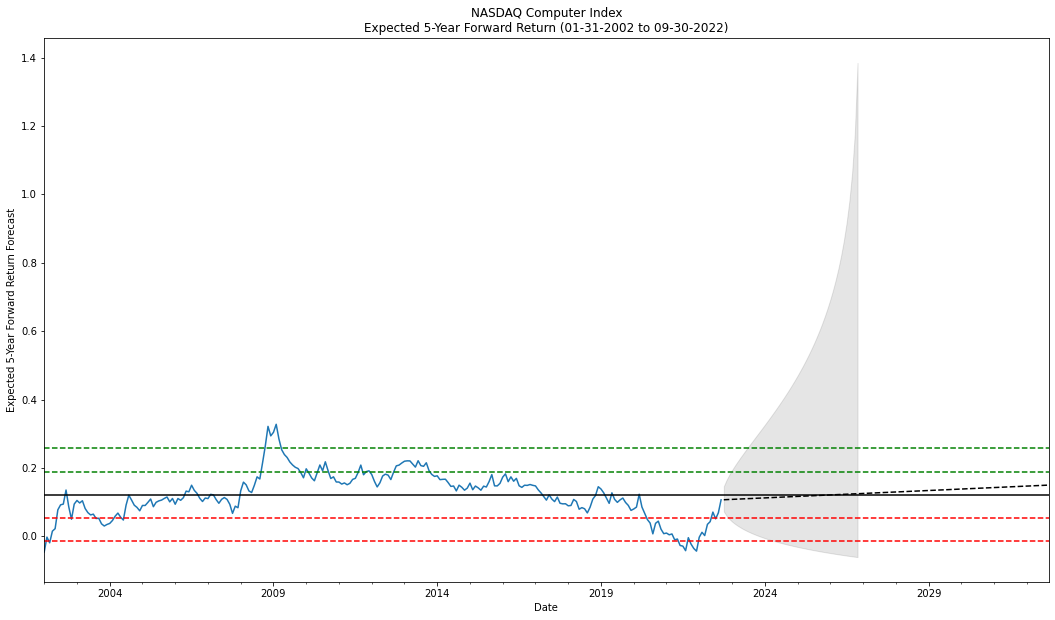 NASDAQ Computer Index
Expected 5-Year Forward Return (01-31-2002 to 09-30-2022)
Expected 5-Year Forward Return Forecast
1.4
1.2
1.0
0.8
0.6
0.4
0.2
0.0
2004 2009 2014 2019 2024 2029
Date